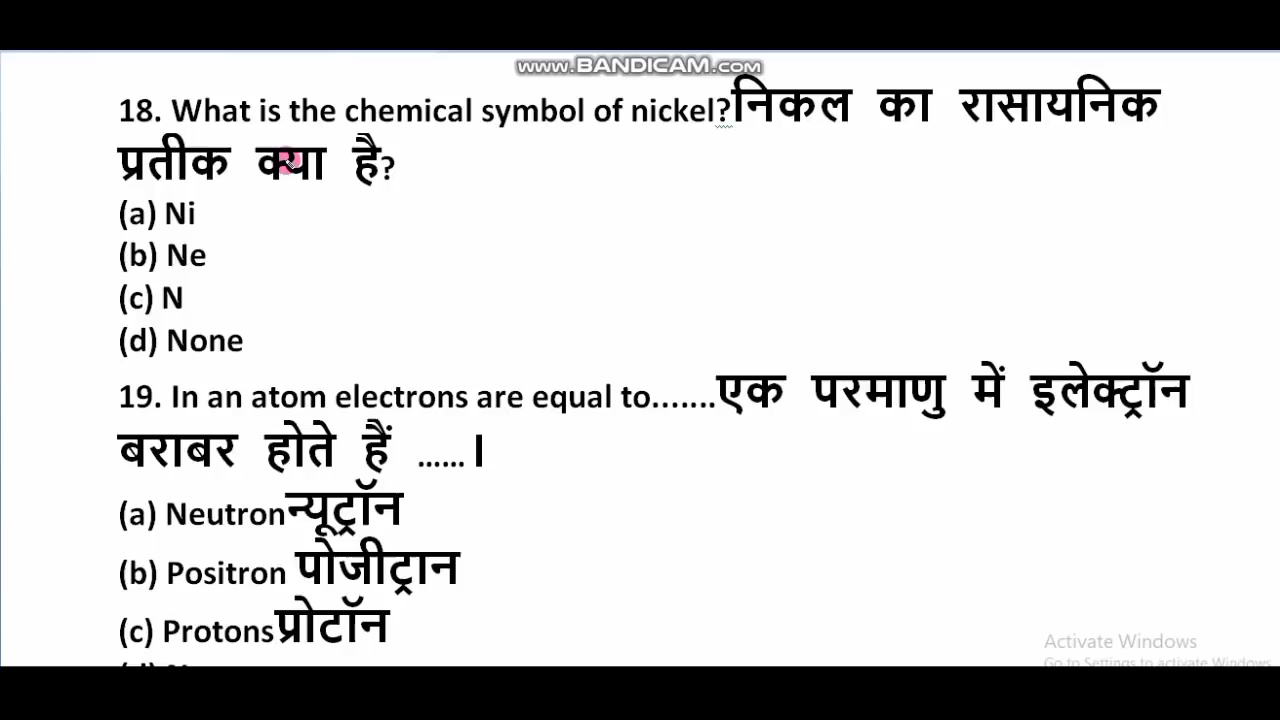 www.BANDICAM.com
18. What is the chemical symbol of nickel?निकल का रासायनिक
प्रतीक क्या है?
(a) Ni
(b) Ne
(c) N
(d) None
19. In an atom electrons are equal to.......एक परमाणु में इलेक्ट्रॉन
बराबर होते हैं ......।
(a) Neutronन्यूट्रॉन
(b) Positron पोजीट्रान
(c) Protonsप्रोटॉन
Activate Windows
Go to Settings to activate Windows.